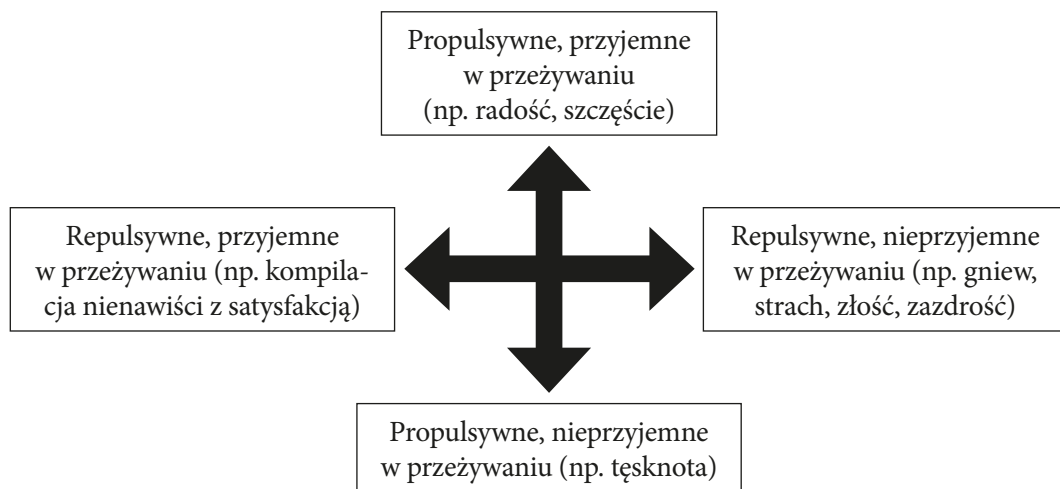 Propulsywne, przyjemne
w przeżywaniu
(np. radość, szczęście)
Repulsywne, przyjemne
w przeżywaniu (np. kompila-
cja nienawiści z satysfakcją)
Repulsywne, nieprzyjemne
w przeżywaniu (np. gniew,
strach, złość, zazdrość)
Propulsywne, nieprzyjemne
w przeżywaniu (np. tęsknota)